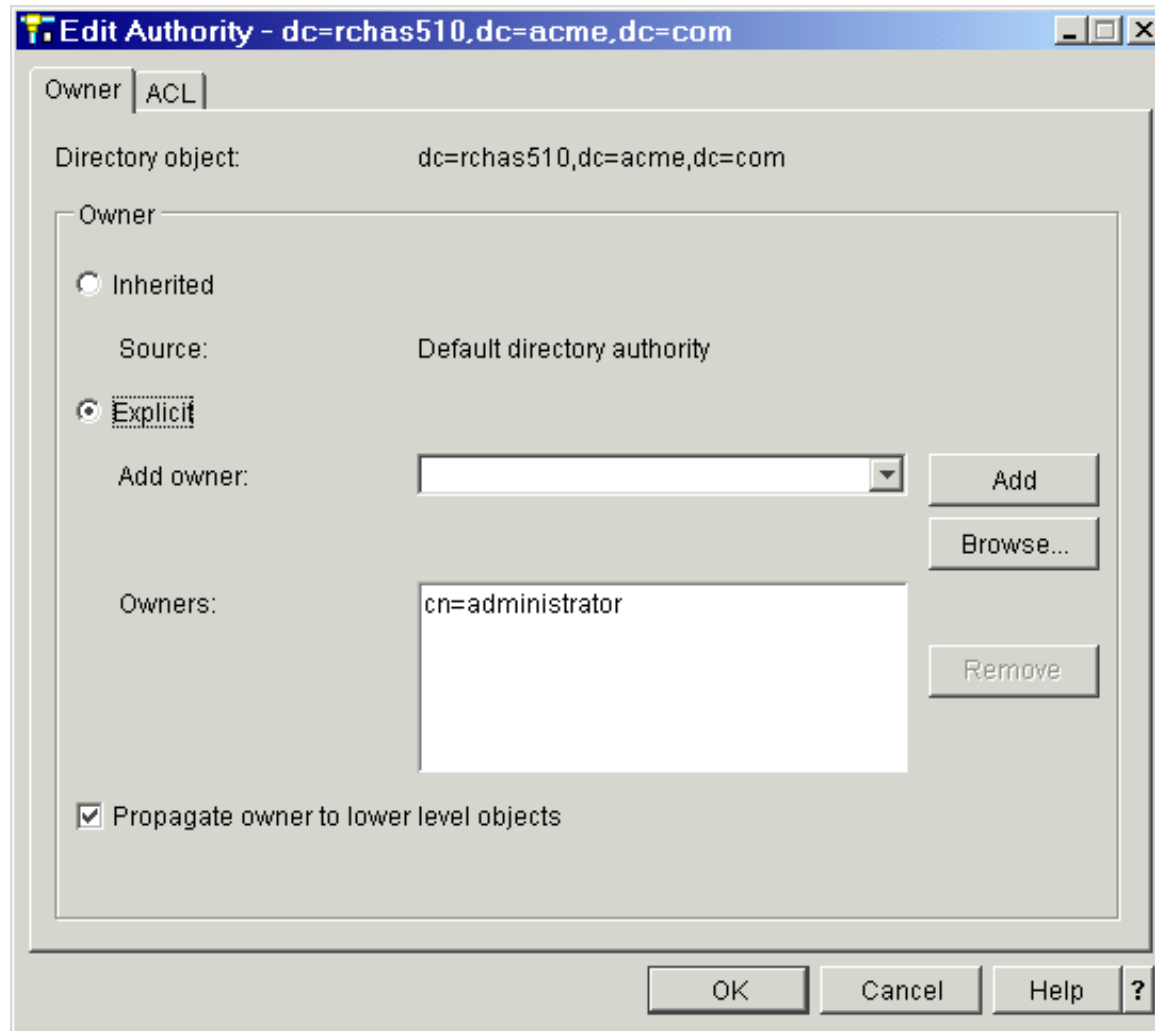 Edit Authority - dc=rchas510,dc=acme,dc=com
Owner ACL
Directory object: dc=rchas510,dc=acme,dc=com
Owner
Inherited
Source: Default directory authority
Explicit
Add owner: Add
Browse...
Owners: cn=administrator
Remove
Propagate owner to lower level objects
OK Cancel Help ?